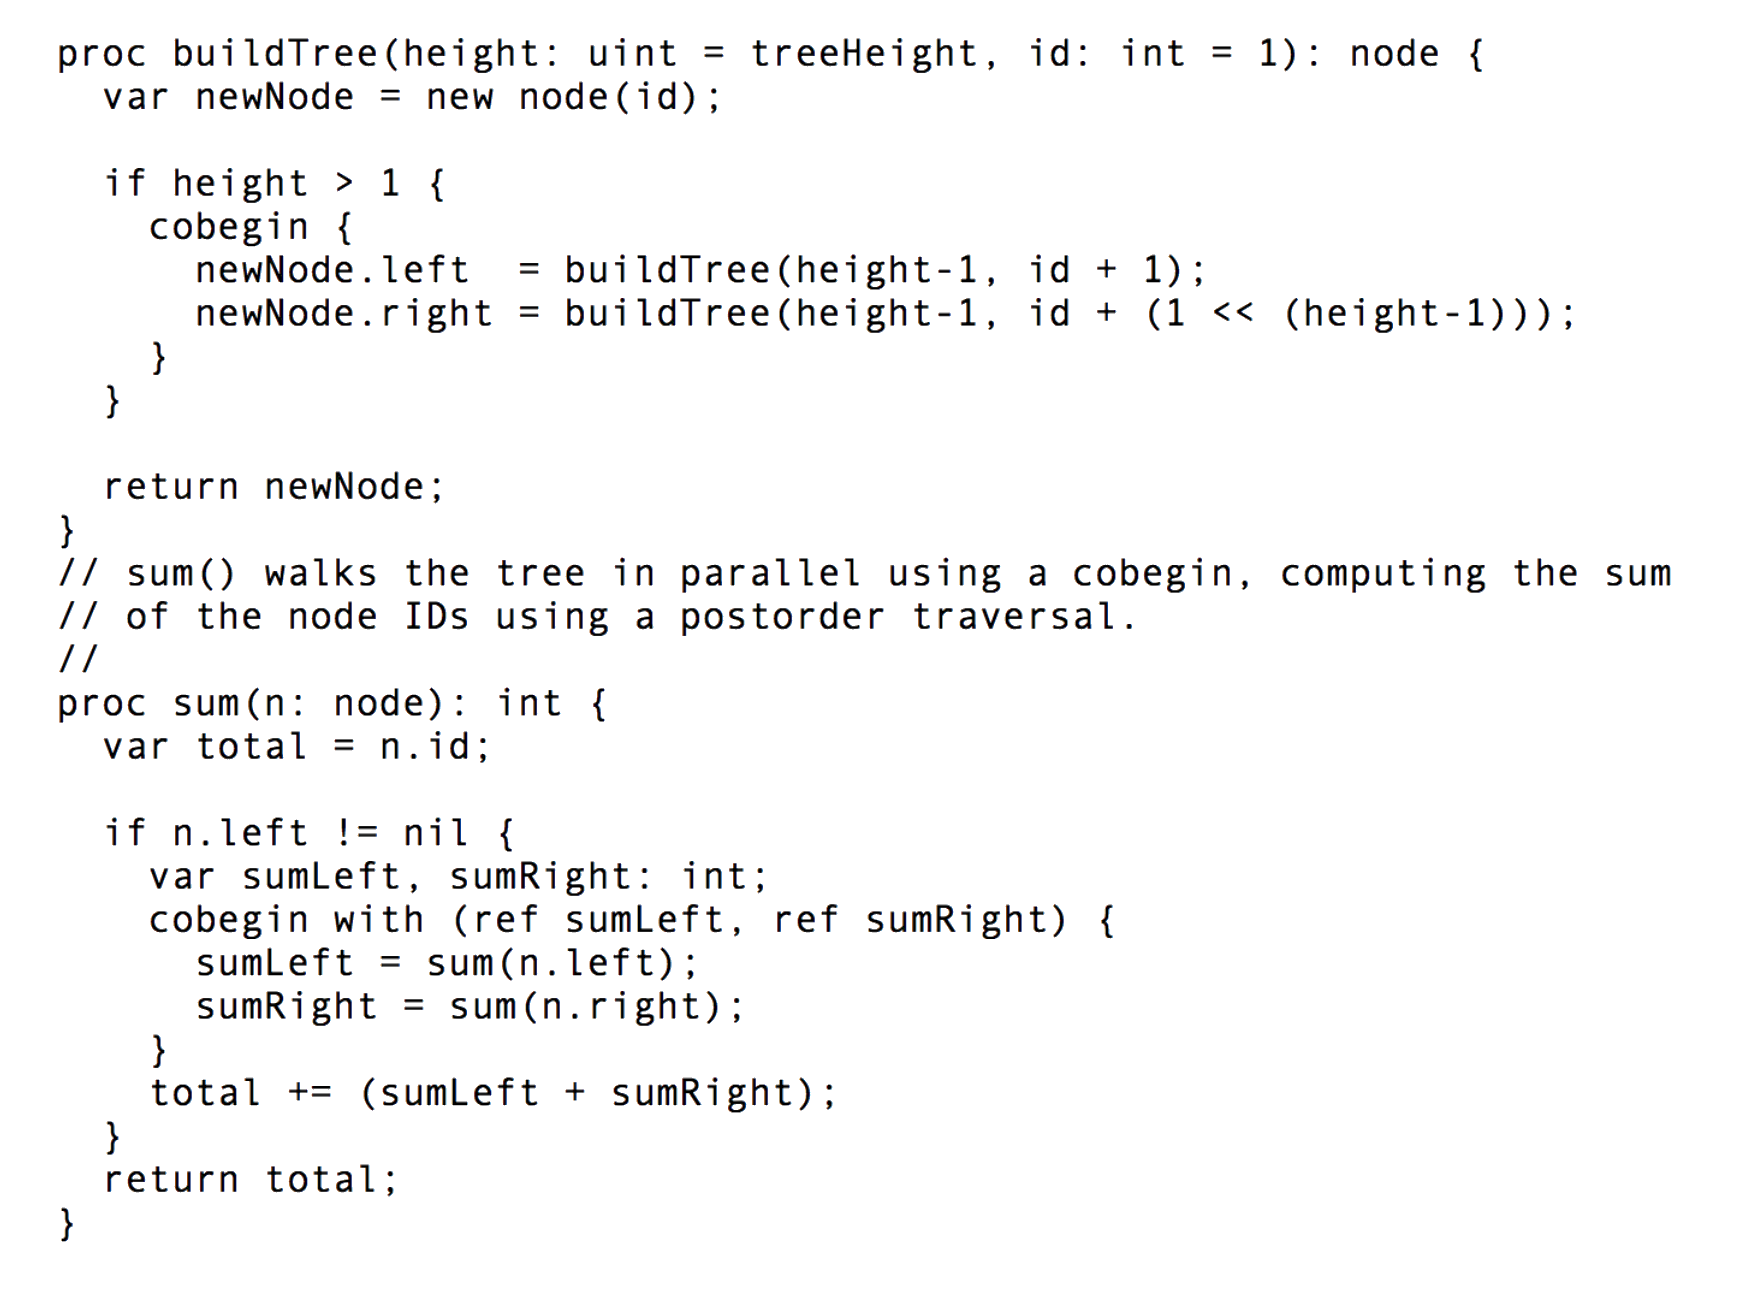 proc buildTree(height: uint = treeHeight, id: int = 1): node {
  var newNode = new node(id);

  if height > 1 {
    cobegin {
      newNode.left  = buildTree(height-1, id + 1);
      newNode.right = buildTree(height-1, id + (1 << (height-1)));
    }
  }

  return newNode;
}
// sum() walks the tree in parallel using a cobegin, computing the sum
// of the node IDs using a postorder traversal.
//
proc sum(n: node): int {
  var total = n.id;

  if n.left != nil {
    var sumLeft, sumRight: int;
    cobegin with (ref sumLeft, ref sumRight) {
      sumLeft = sum(n.left);
      sumRight = sum(n.right);
    }
    total += (sumLeft + sumRight);
  }
  return total;
}